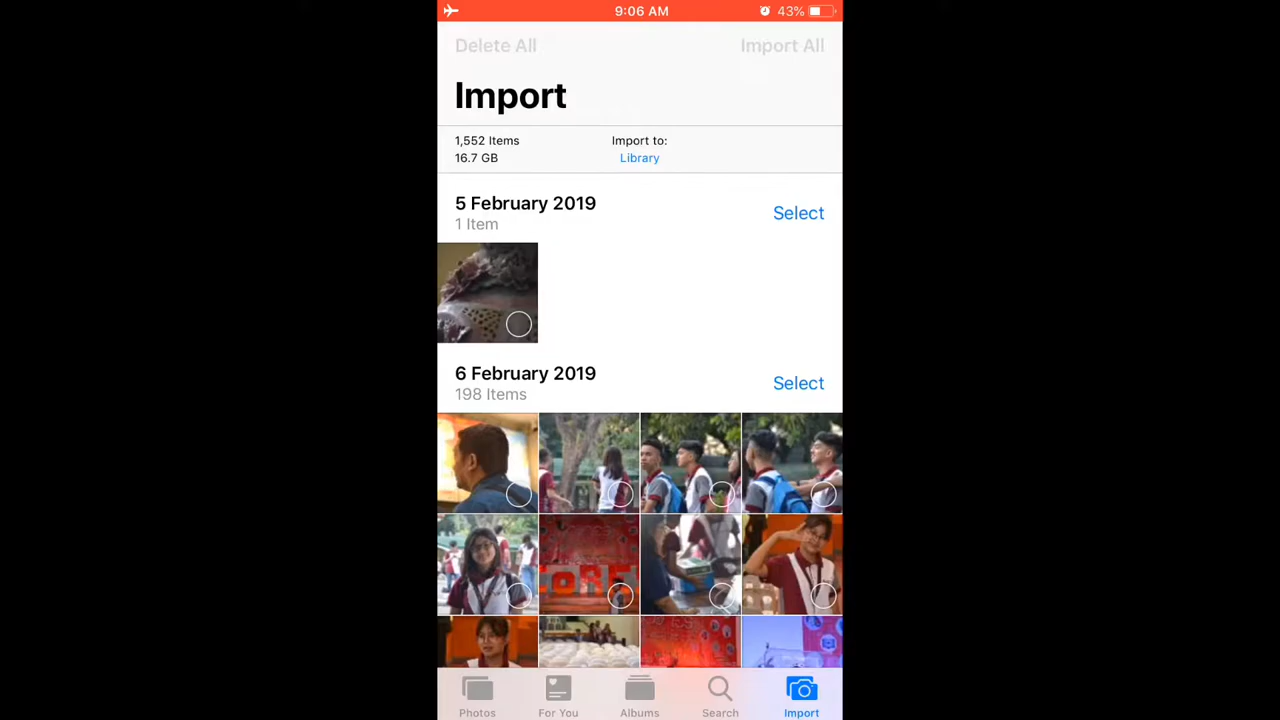 9:06 AM
43%
Delete All
Import All
Import
1,552 Items
16.7 GB
Import to:
Library
5 February 2019
1 Item
Select
6 February 2019
198 Items
Select
CORE
Photos
For You
Albums
Search
Import